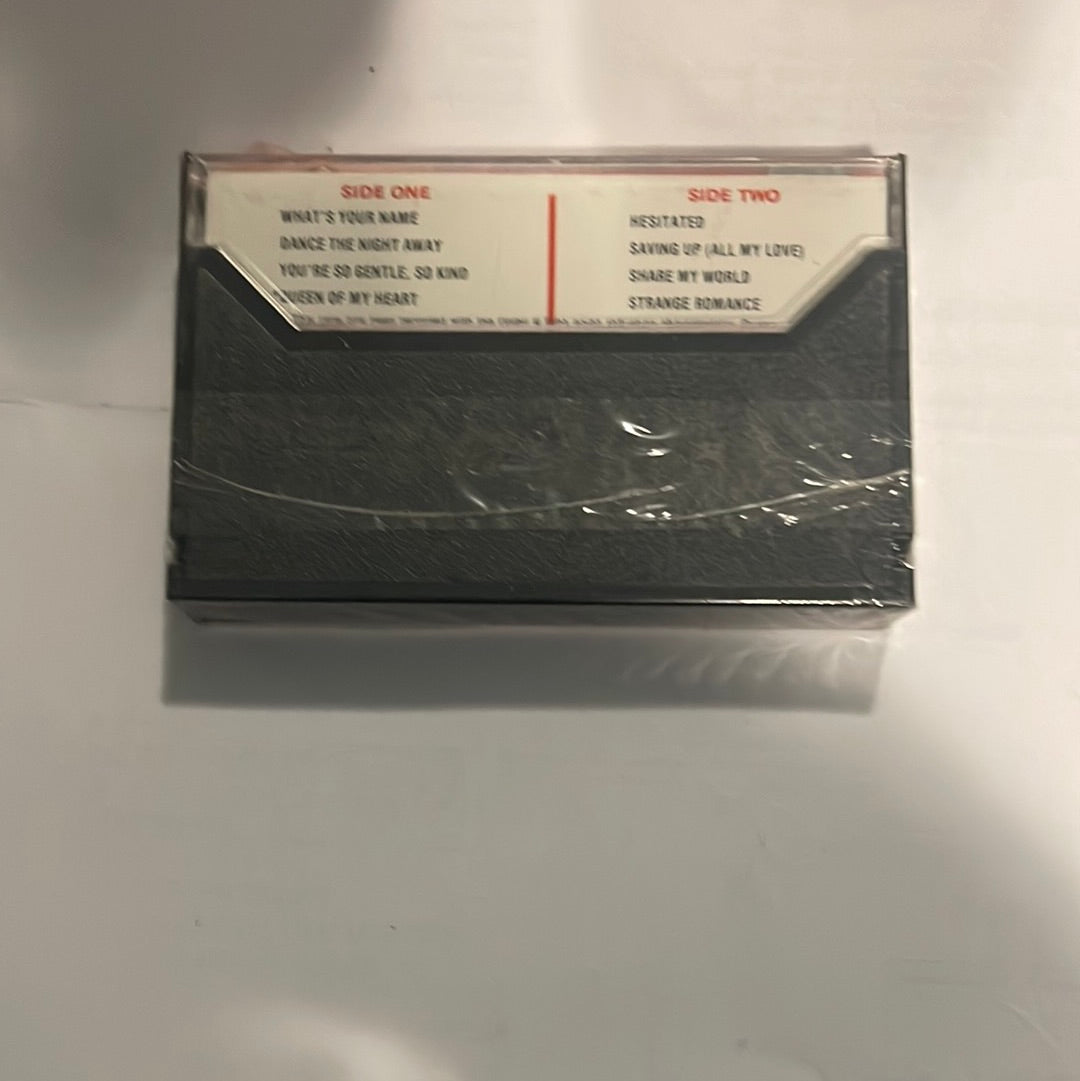 SIDE ONE
WHAT'S YOUR NAME
DANCE THE NIGHT AWAY
YOU'RE SO GENTLE, SO KIND
QUEEN OF MY HEART
SIDE TWO
HESITATED
SAVING UP (ALL MY LOVE)
SHARE MY WORLD
STRANGE ROMANCE